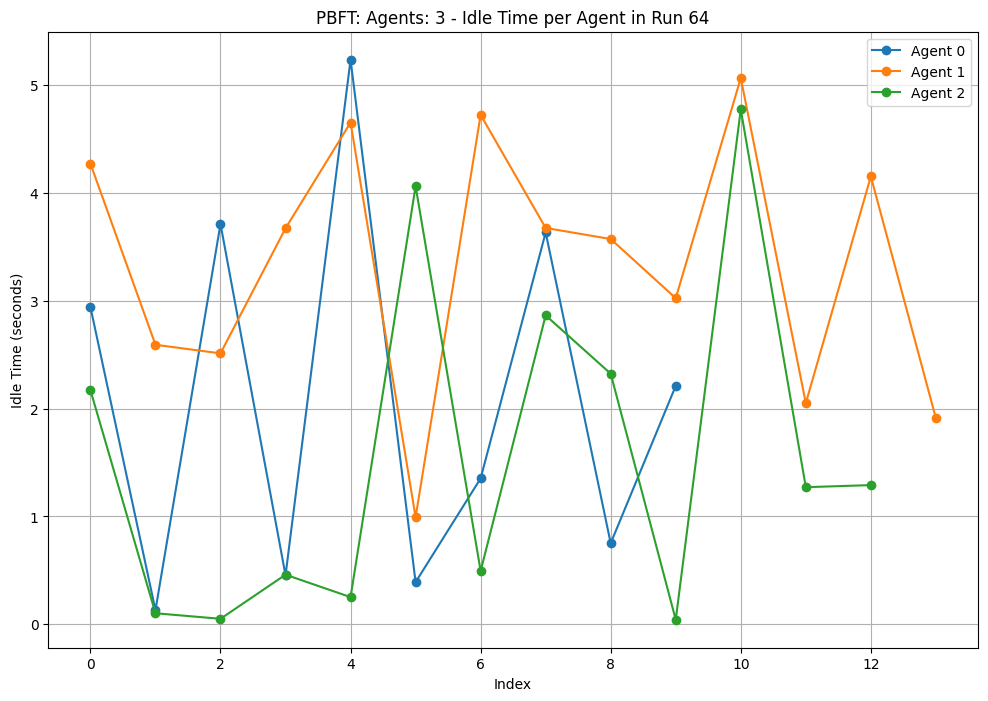 PBFT: Agents: 3 - Idle Time per Agent in Run 64
Agent 0
Agent 1
Agent 2
Idle Time (seconds)
5
4
3
2
1
0
0 2 4 6 8 10 12
Index